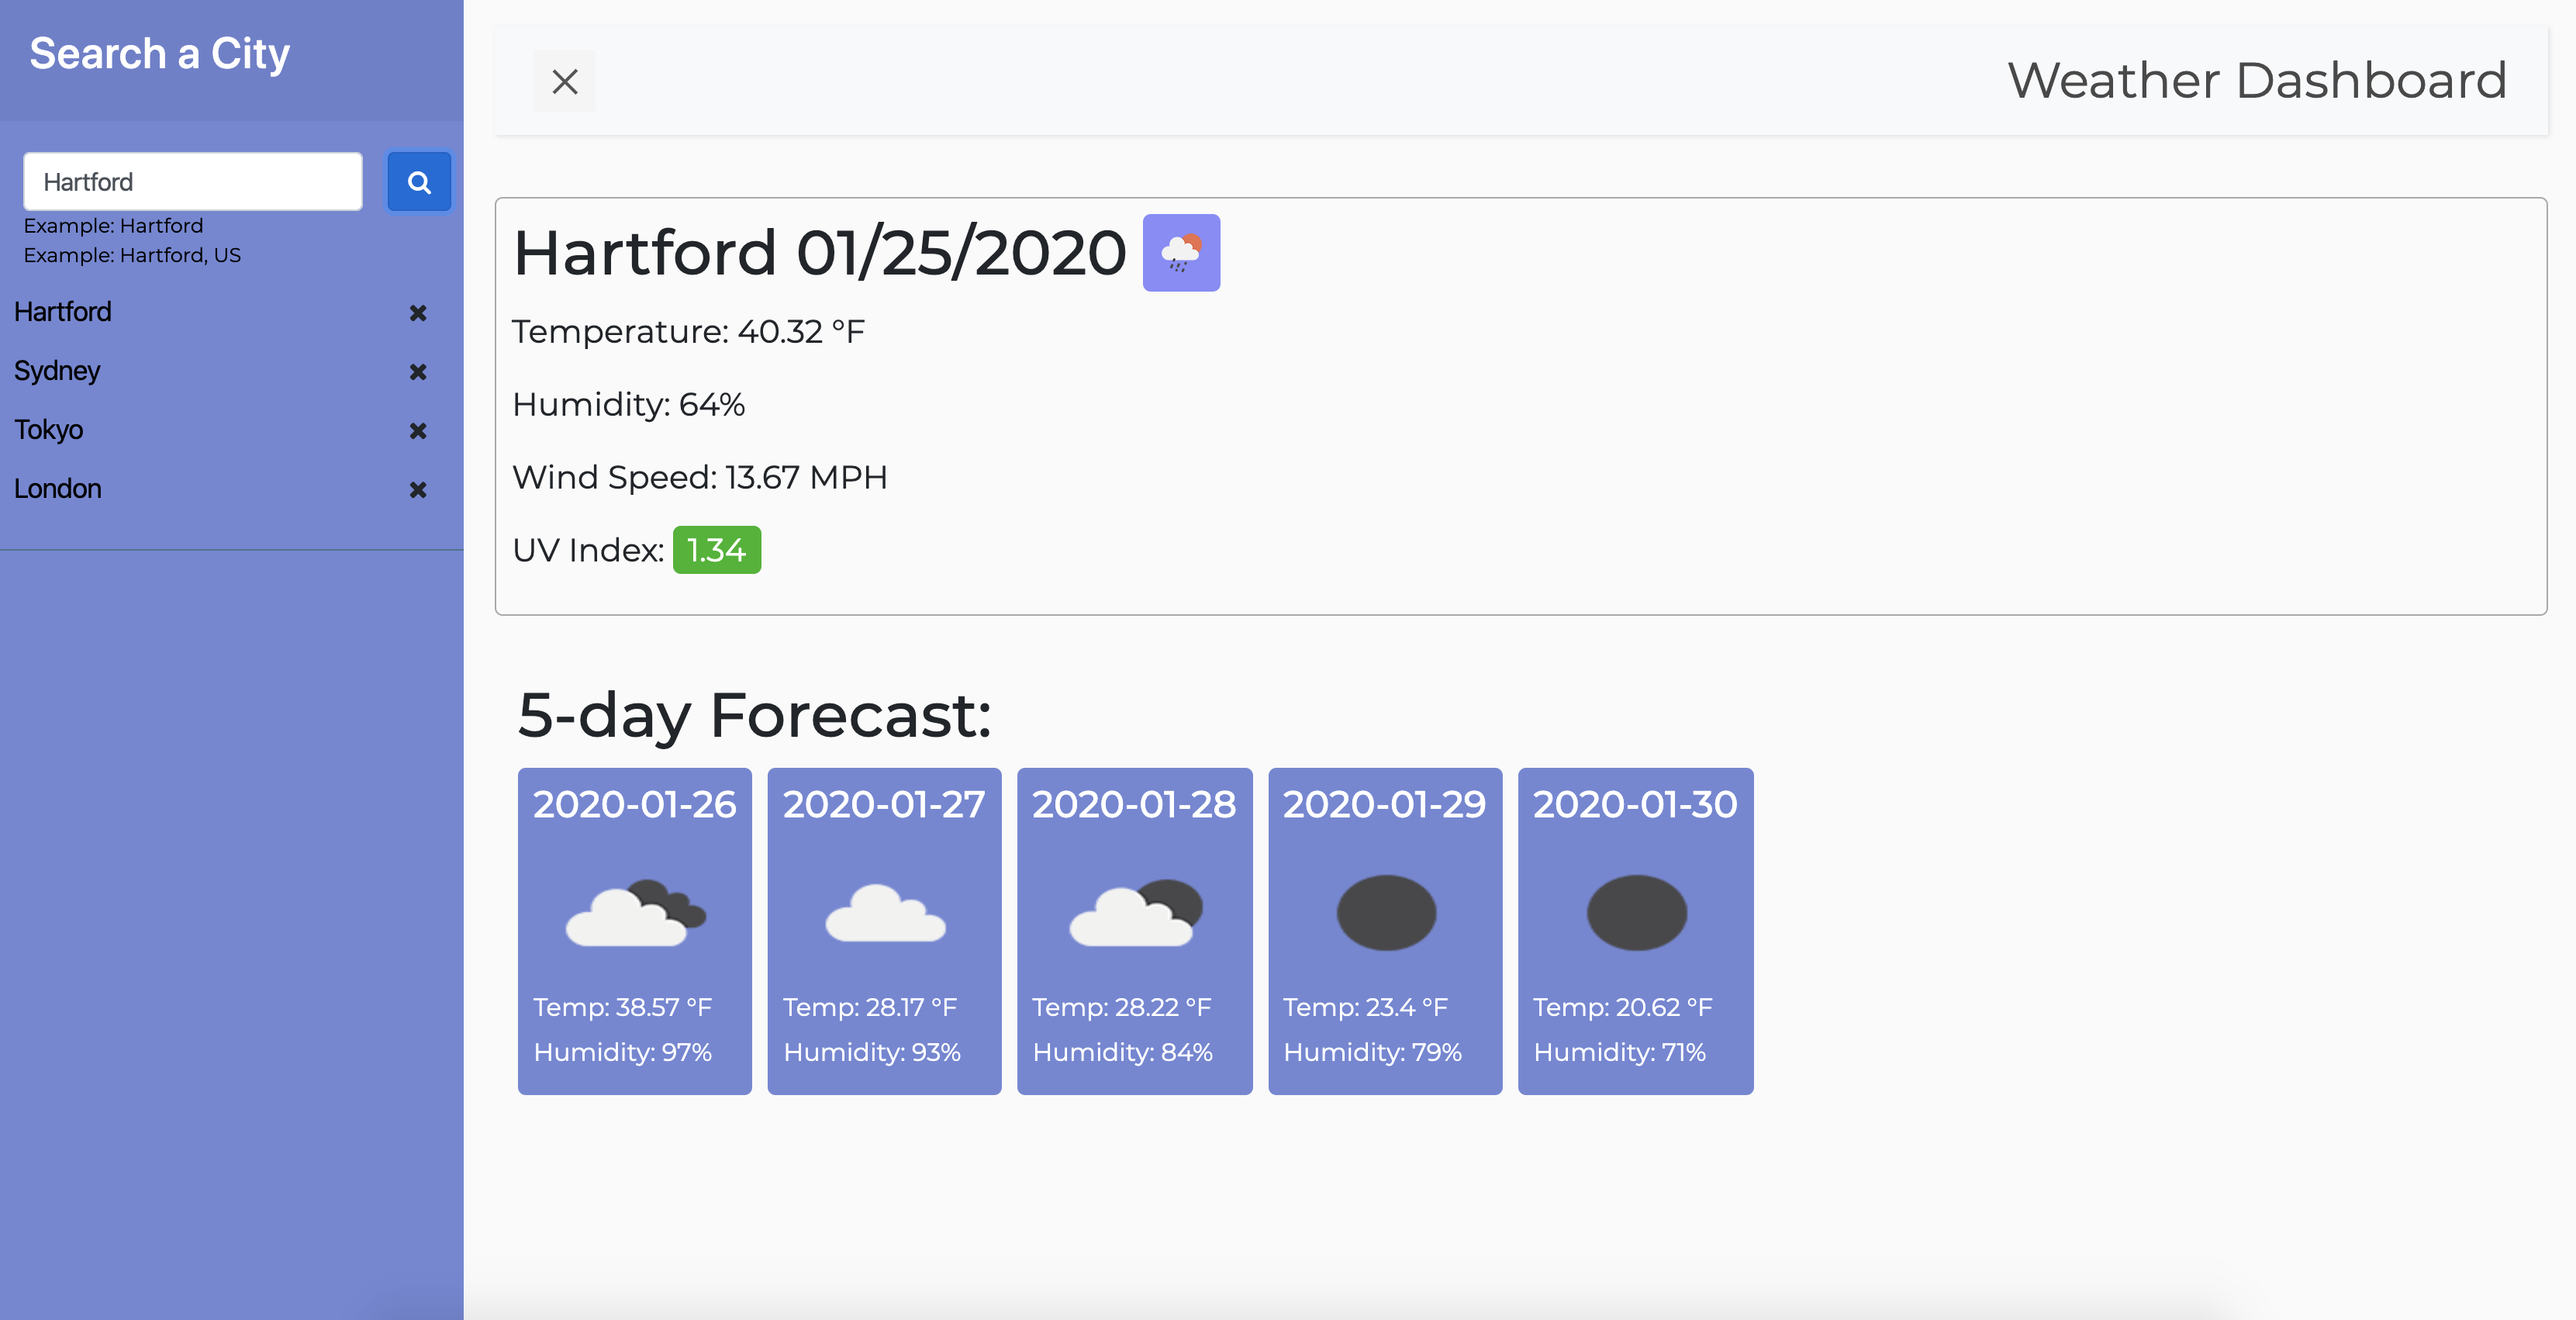 Search a City
Hartford
Example: Hartford
Example: Hartford, US
Hartford
Sydney
Tokyo
London
Weather Dashboard
Hartford 01/25/2020
Temperature: 40.32 °F
Humidity: 64%
Wind Speed: 13.67 MPH
UV Index: 1.34
5-day Forecast:
2020-01-26
Temp: 38.57 °F
Humidity: 97%
2020-01-27
Temp: 28.17 °F
Humidity: 93%
2020-01-28
Temp: 28.22 °F
Humidity: 84%
2020-01-29
Temp: 23.4 °F
Humidity: 79%
2020-01-30
Temp: 20.62 °F
Humidity: 71%